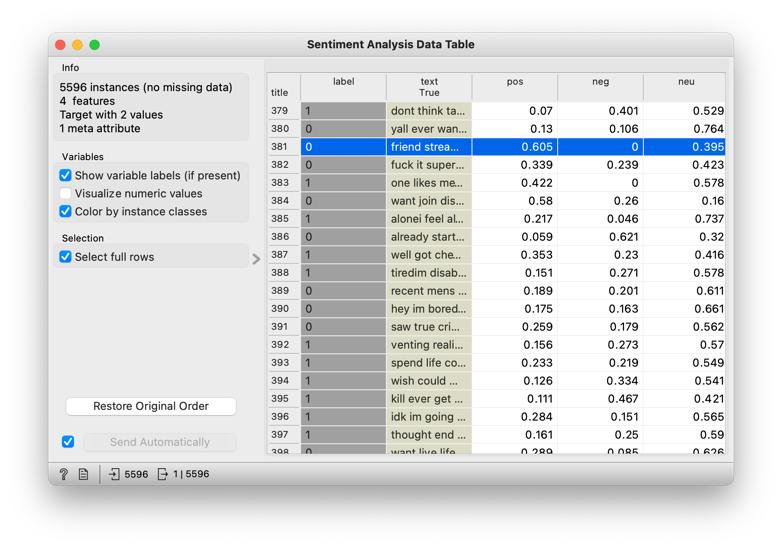 Sentiment Analysis Data Table
Info
5596 instances (no missing data)
4 features
Target with 2 values
1 meta attribute
Variables
Show variable labels (if present)
Visualize numeric values
Color by instance classes
Selection
Select full rows
Restore Original Order
Send Automatically
? 5596 1 | 5596
title label text True pos neg neu
379 1 dont think ta... 0.07 0.401 0.529
380 0 yall ever wan... 0.13 0.106 0.764
381 0 friend strea... 0.605 0 0.395
382 0 fuck it super... 0.339 0.239 0.423
383 1 one likes me... 0.422 0 0.578
384 0 want join dis... 0.58 0.26 0.16
385 1 alonei feel al... 0.217 0.046 0.737
386 0 already start... 0.059 0.621 0.32
387 1 well got che... 0.353 0.23 0.416
388 1 tiredim disab... 0.151 0.271 0.578
389 0 recent mens ... 0.189 0.201 0.611
390 0 hey im bored... 0.175 0.163 0.661
391 0 saw true cri... 0.259 0.179 0.562
392 1 venting reali... 0.156 0.273 0.57
393 1 spend life co... 0.233 0.219 0.549
394 1 wish could ... 0.126 0.334 0.541
395 1 kill ever get ... 0.111 0.467 0.421
396 1 idk im going ... 0.284 0.151 0.565
397 1 thought end ... 0.161 0.25 0.59
398 0 want live life 0.289 0.085 0.626